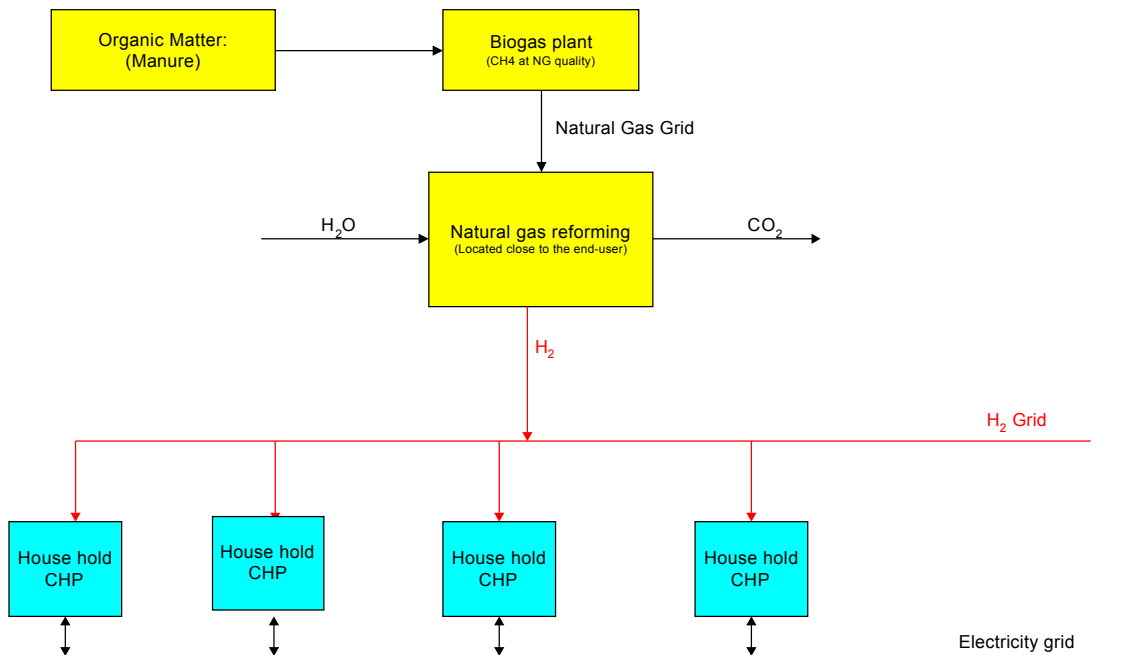 Organic Matter:
(Manure)
Biogas plant
(CH4 at NG quality)
Natural Gas Grid
H₂O
Natural gas reforming
(Located close to the end-user)
CO₂
H₂
H₂ Grid
House hold
CHP
House hold
CHP
House hold
CHP
House hold
CHP
Electricity grid